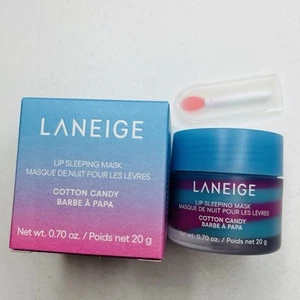 LANEIGE
LIP SLEEPING MASK
MASQUE DE NUIT POUR LES LÈVRES
COTTON CANDY
BARBE À PAPA
Net wt. 0.70 oz. / Poids net 20 g
LANEIGE
LIP SLEEPING MASK
MASQUE DE NUIT POUR LES LÈVRES
COTTON CANDY
BARBE À PAPA
Net wt. 0.70 oz. / Poids net 20 g